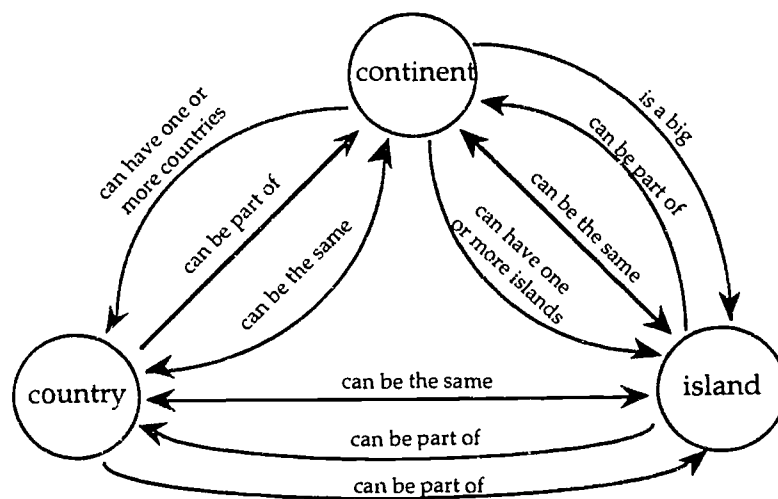 continent
is a big
can have one or
more countries
can be part of
can be part of
can be the same
can be the same
can have one
or more islands
country
island
can be the same
can be part of
can be part of